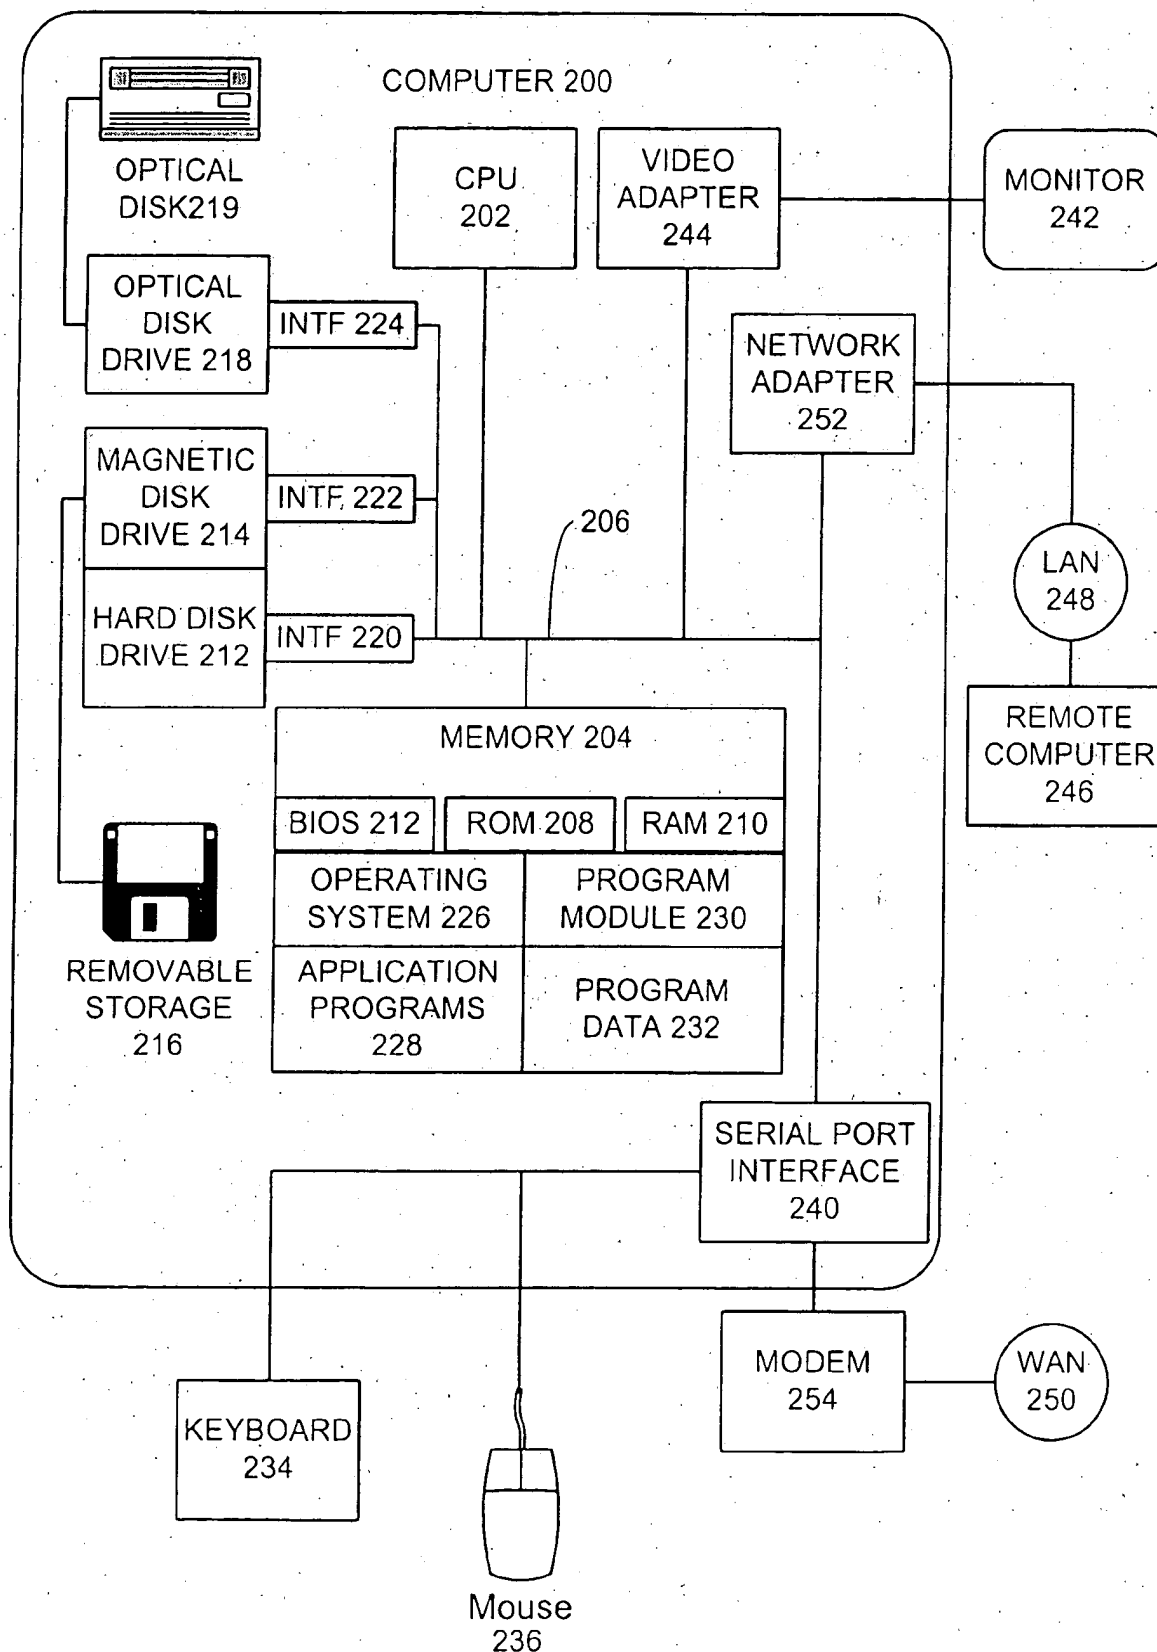 COMPUTER 200
OPTICAL
DISK219
CPU
202
VIDEO
ADAPTER
244
MONITOR
242
OPTICAL
DISK
DRIVE 218
INTF 224
NETWORK
ADAPTER
252
MAGNETIC
DISK
DRIVE 214
INTF 222
206
LAN
248
HARD DISK
DRIVE 212
INTF 220
REMOTE
COMPUTER
246
MEMORY 204
BIOS 212
ROM 208
RAM 210
OPERATING
SYSTEM 226
PROGRAM
MODULE 230
REMOVABLE
STORAGE
216
APPLICATION
PROGRAMS
228
PROGRAM
DATA 232
SERIAL PORT
INTERFACE
240
MODEM
254
WAN
250
KEYBOARD
234
Mouse
236